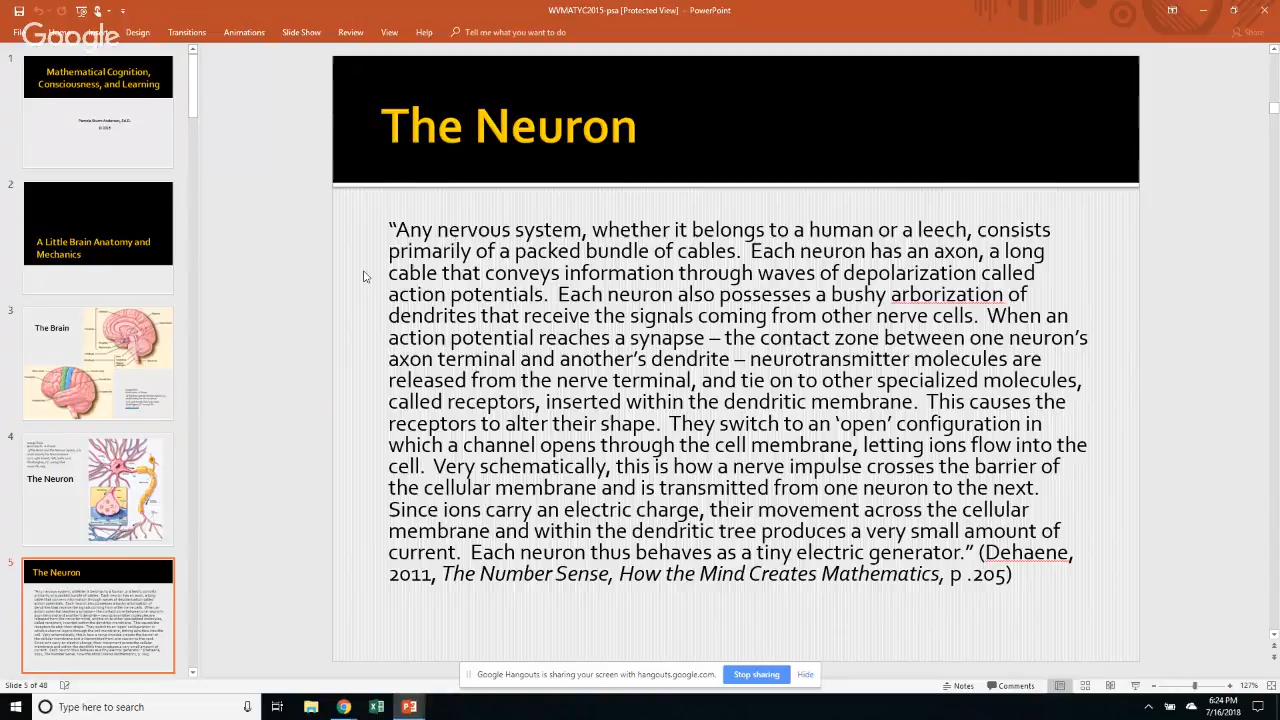 WVMATYC2015-psa [Protected View] - PowerPoint
Google
Design Transitions Animations Slide Show Review View Help Tell me what you want to do Share
1
Mathematical Cognition,
Consciousness, and Learning
2
A Little Brain Anatomy and
Mechanics
The Brain
4
The Neuron
The Neuron
The Neuron
“Any nervous system, whether it belongs to a human or a leech, consists
primarily of a packed bundle of cables. Each neuron has an axon, a long
cable that conveys information through waves of depolarization called
action potentials. Each neuron also possesses a bushy arborization of
dendrites that receive the signals coming from other nerve cells. When an
action potential reaches a synapse – the contact zone between one neuron’s
axon terminal and another’s dendrite – neurotransmitter molecules are
released from the nerve terminal, and tie on to other specialized molecules,
called receptors, inserted within the dendritic membrane. This causes the
receptors to alter their shape. They switch to an ‘open’ configuration in
which a channel opens through the cell membrane, letting ions flow into the
cell. Very schematically, this is how a nerve impulse crosses the barrier of
the cellular membrane and is transmitted from one neuron to the next.
Since ions carry an electric charge, their movement across the cellular
membrane and within the dendritic tree produces a very small amount of
current. Each neuron thus behaves as a tiny electric generator.” (Dehaene,
2011, The Number Sense, How the Mind Creates Mathematics, p .205)
Google Hangouts is sharing your screen with hangouts.google.com. Stop sharing Hide
Slide 5 of 48 Notes Comments 127%
Type here to search
6:24 PM
7/16/2018